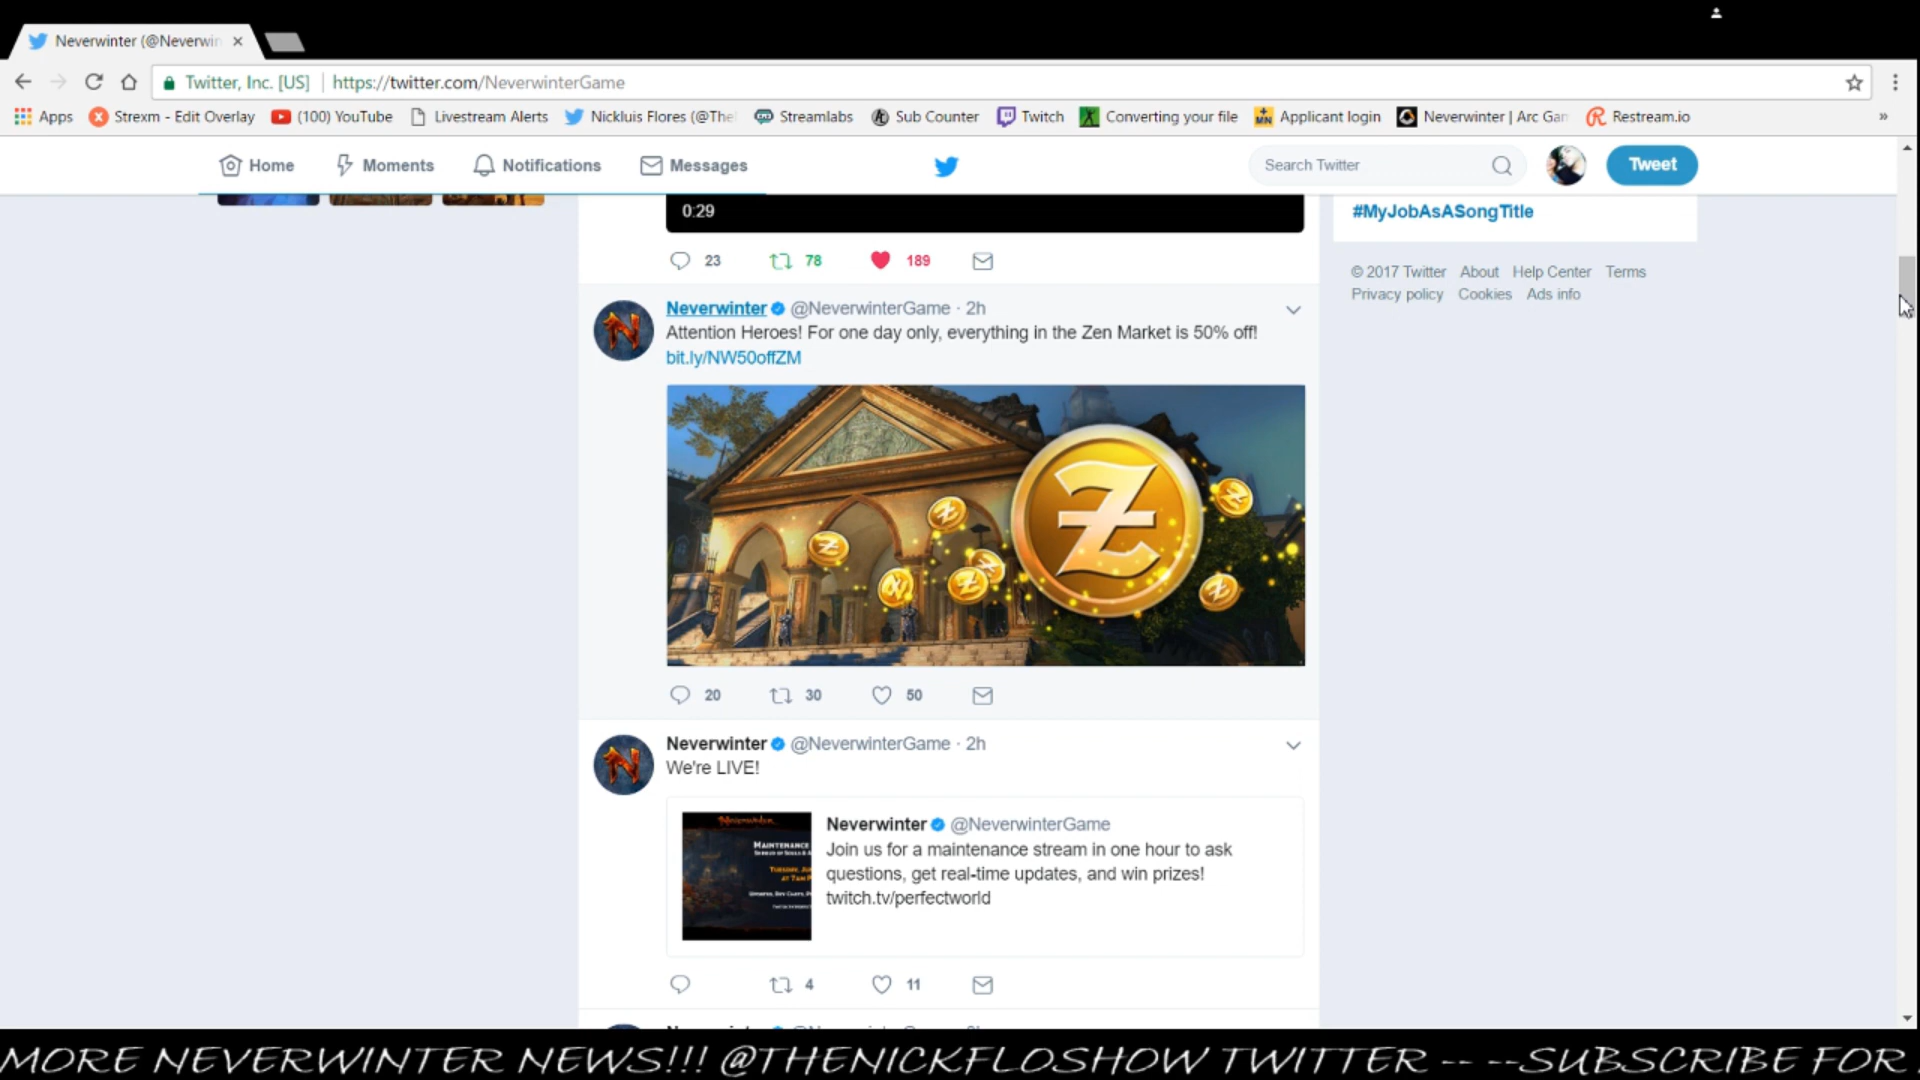 Neverwinter (@Neverwin
Twitter, Inc. [US] https://twitter.com/NeverwinterGame
Apps Strexm - Edit Overlay (100) YouTube Livestream Alerts Nickluis Flores (@The Streamlabs Sub Counter Twitch Converting your file Applicant login Neverwinter | Arc Gam Restream.io »
Home Moments Notifications Messages Search Twitter Tweet
0:29
#MyJobAsASongTitle
23 78 189
© 2017 Twitter About Help Center Terms
Privacy policy Cookies Ads info
Neverwinter @NeverwinterGame · 2h
Attention Heroes! For one day only, everything in the Zen Market is 50% off!
bit.ly/NW50offZM
20 30 50
Neverwinter @NeverwinterGame · 2h
We're LIVE!
Neverwinter @NeverwinterGame
Join us for a maintenance stream in one hour to ask
questions, get real-time updates, and win prizes!
twitch.tv/perfectworld
Neverwinter
MAINTENANCE
4 11
MORE NEVERWINTER NEWS!!! @THENICKFLOSHOW TWITTER -- --SUBSCRIBE FOR